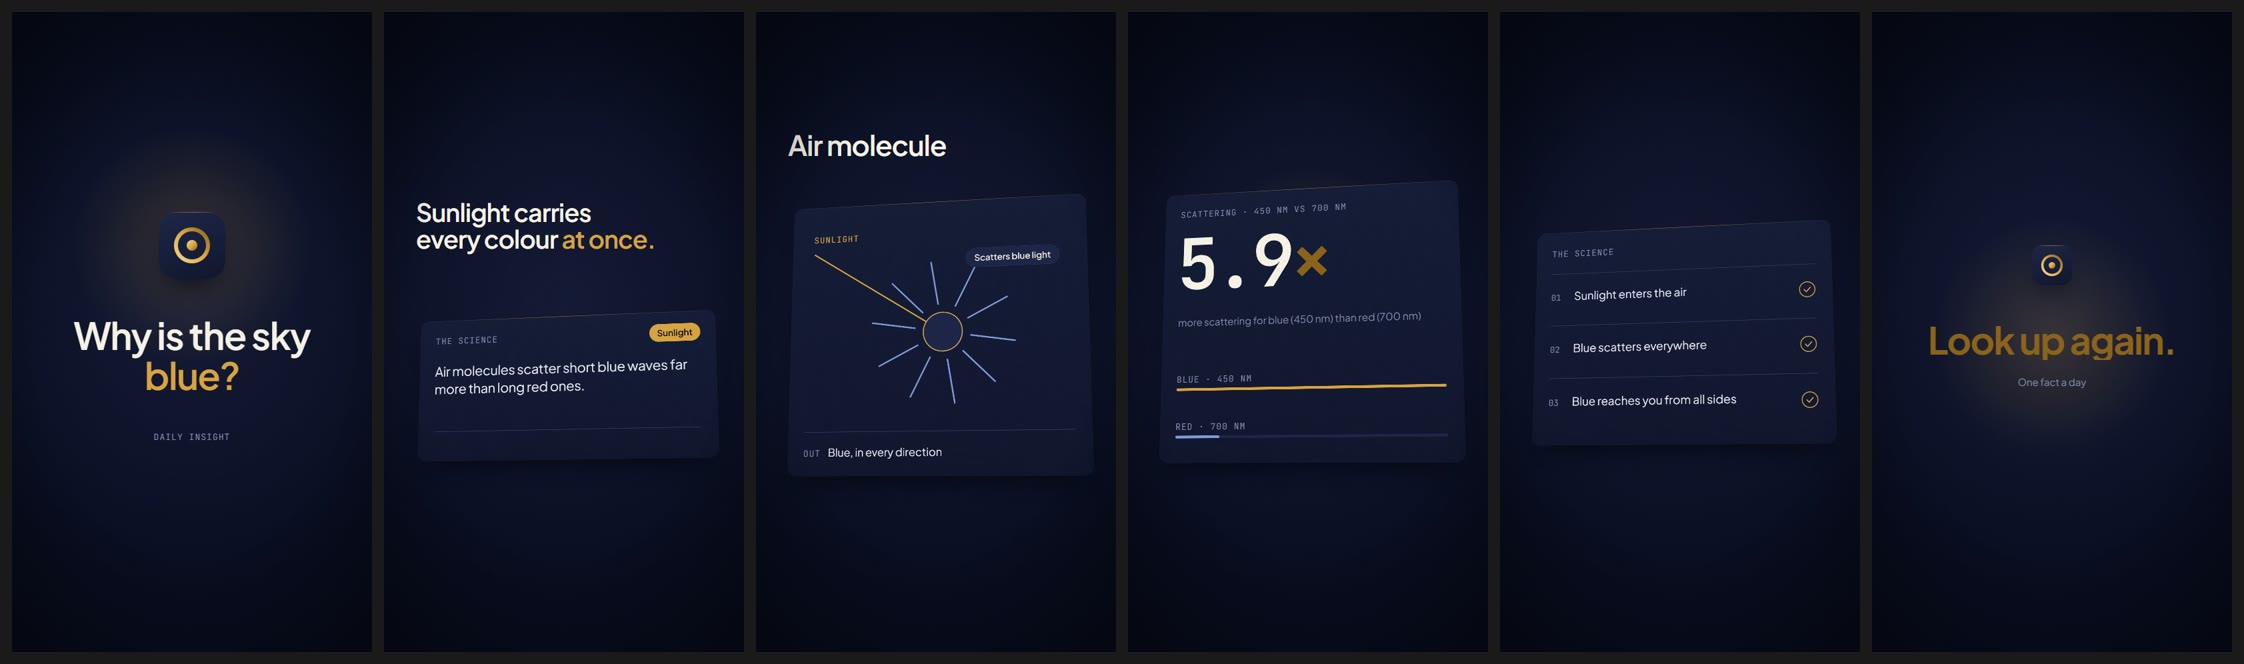 Why is the sky
blue?
DAILY INSIGHT
Sunlight carries
every colour at once.
THE SCIENCE
Sunlight
Air molecules scatter short blue waves far
more than long red ones.
Air molecule
SUNLIGHT
Scatters blue light
OUT Blue, in every direction
SCATTERING · 450 NM VS 700 NM
5.9×
more scattering for blue (450 nm) than red (700 nm)
BLUE · 450 NM
RED · 700 NM
THE SCIENCE
01 Sunlight enters the air
02 Blue scatters everywhere
03 Blue reaches you from all sides
Look up again.
One fact a day